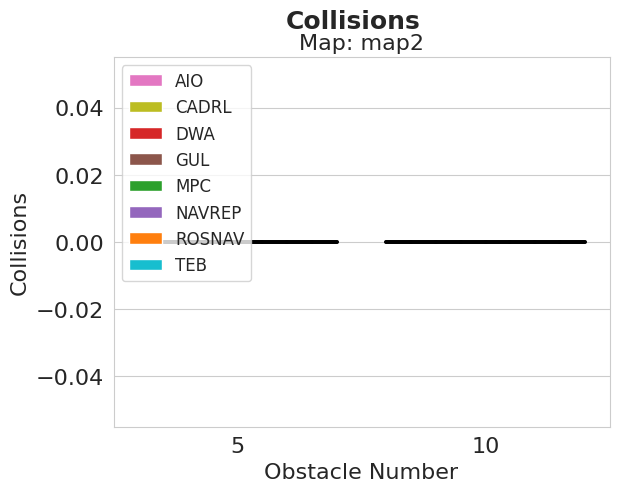 Collisions
Map: map2
AIO
CADRL
DWA
GUL
MPC
NAVREP
ROSNAV
TEB
0.04
0.02
0.00
−0.02
−0.04
Collisions
5
10
Obstacle Number